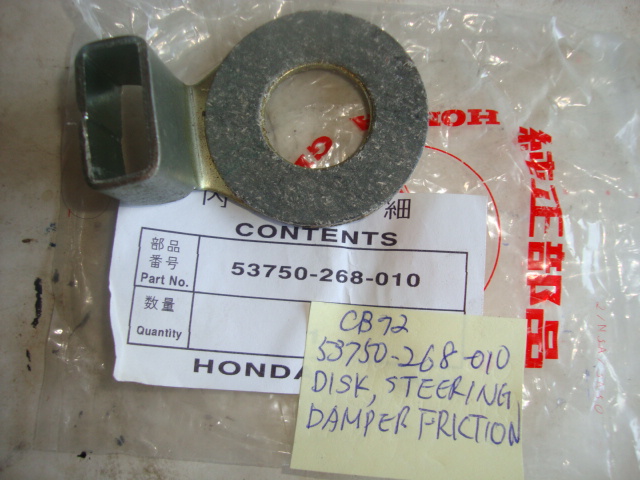 HON
純正部品
内 細
CONTENTS
部品
番号
Part No.
53750-268-010
数量
Quantity
HONDA
CB72
53750-268-010
DISK, STEERING
DAMPER FRICTION